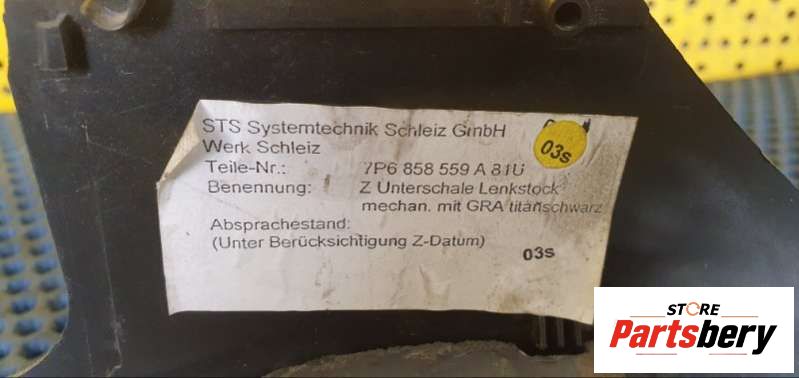 STS Systemtechnik Schleiz GmbH
Werk Schleiz
03s
Teile-Nr.: 7P6 858 559 A 81U
Benennung: Z Unterschale Lenkstock
mechan. mit GRA titanschwarz
Absprachestand:
(Unter Berücksichtigung Z-Datum)
03s
STORE
Partsbery